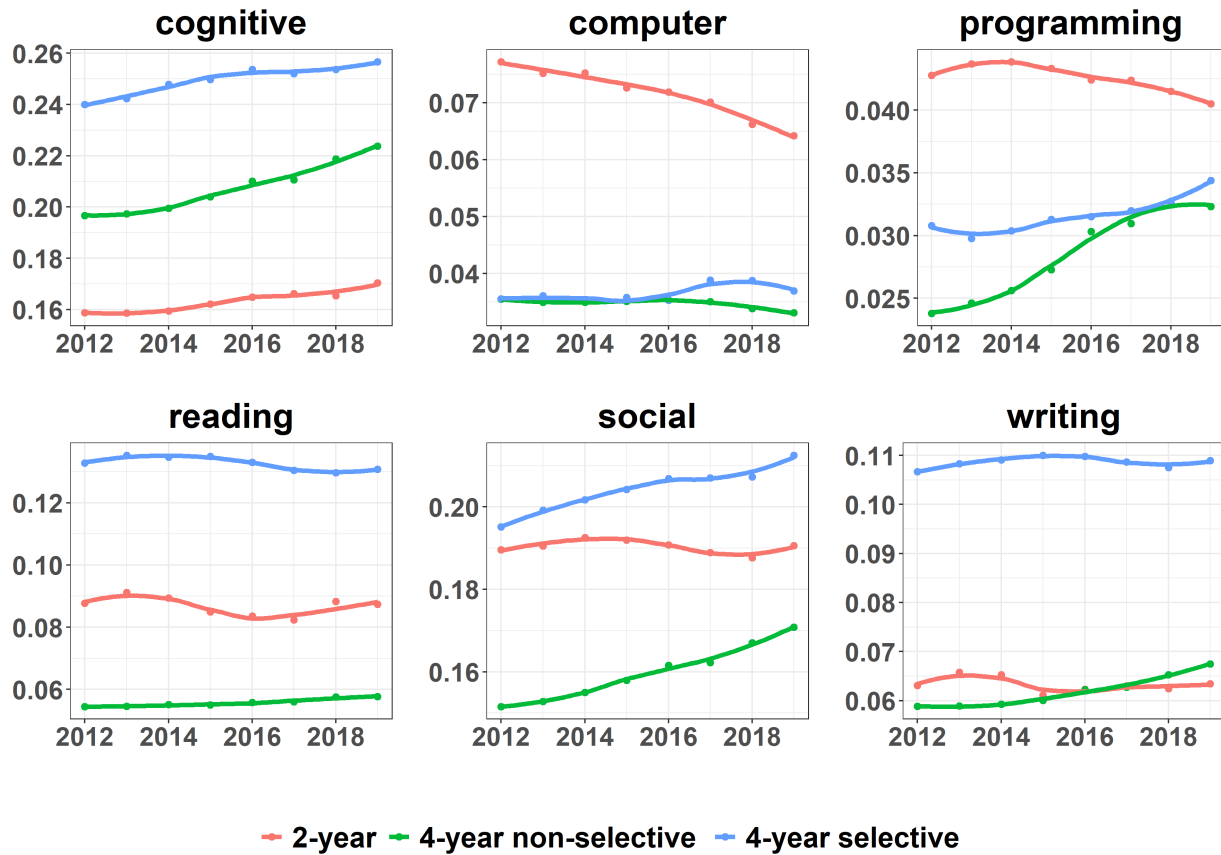 cognitive computer programming
0.26 0.24 0.22 0.20 0.18 0.16
0.07 0.06 0.05 0.04
0.040 0.035 0.030 0.025
2012 2014 2016 2018 2012 2014 2016 2018 2012 2014 2016 2018
reading social writing
0.12 0.10 0.08 0.06
0.20 0.18 0.16
0.11 0.10 0.09 0.08 0.07 0.06
2012 2014 2016 2018 2012 2014 2016 2018 2012 2014 2016 2018
2-year 4-year non-selective 4-year selective